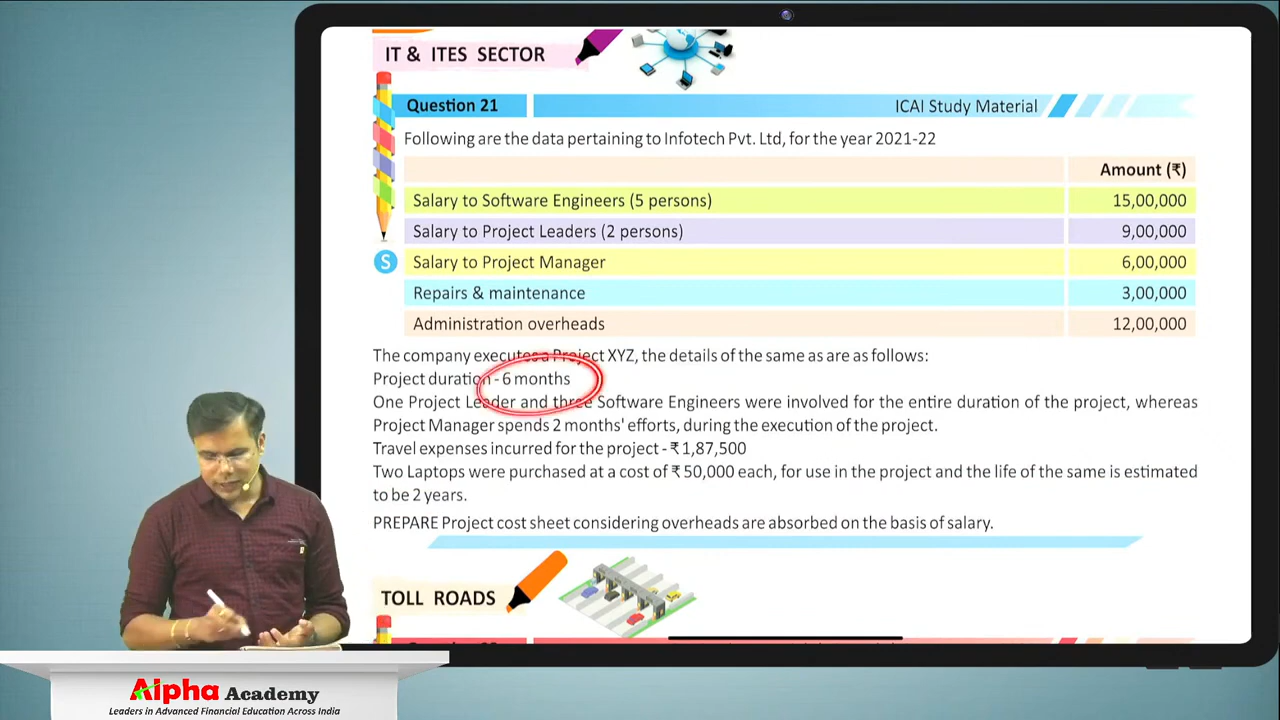 IT & ITES SECTOR
Question 21
ICAI Study Material
Following are the data pertaining to Infotech Pvt. Ltd, for the year 2021-22
Amount (₹)
Salary to Software Engineers (5 persons) 15,00,000
Salary to Project Leaders (2 persons) 9,00,000
S Salary to Project Manager 6,00,000
Repairs & maintenance 3,00,000
Administration overheads 12,00,000
The company executes a Project XYZ, the details of the same as are as follows:
Project duration - 6 months
One Project Leader and three Software Engineers were involved for the entire duration of the project, whereas
Project Manager spends 2 months' efforts, during the execution of the project.
Travel expenses incurred for the project - ₹ 1,87,500
Two Laptops were purchased at a cost of ₹ 50,000 each, for use in the project and the life of the same is estimated
to be 2 years.
PREPARE Project cost sheet considering overheads are absorbed on the basis of salary.
TOLL ROADS
Alpha Academy
Leaders in Advanced Financial Education Across India